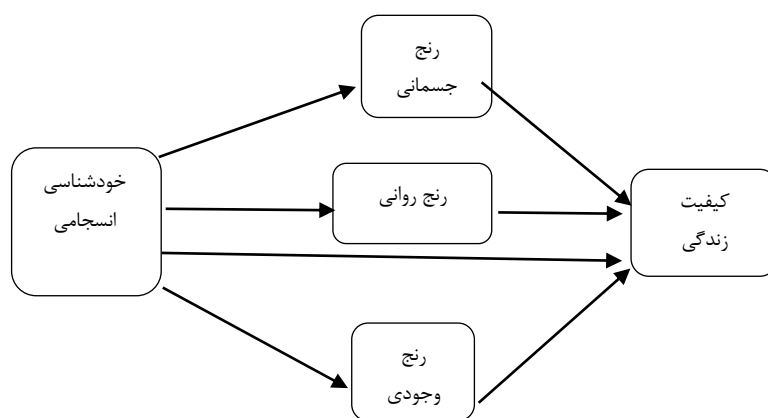 رنج
جسمانی
خودشناسی
انسجامی
رنج روانی
کیفیت
زندگی
رنج
وجودی